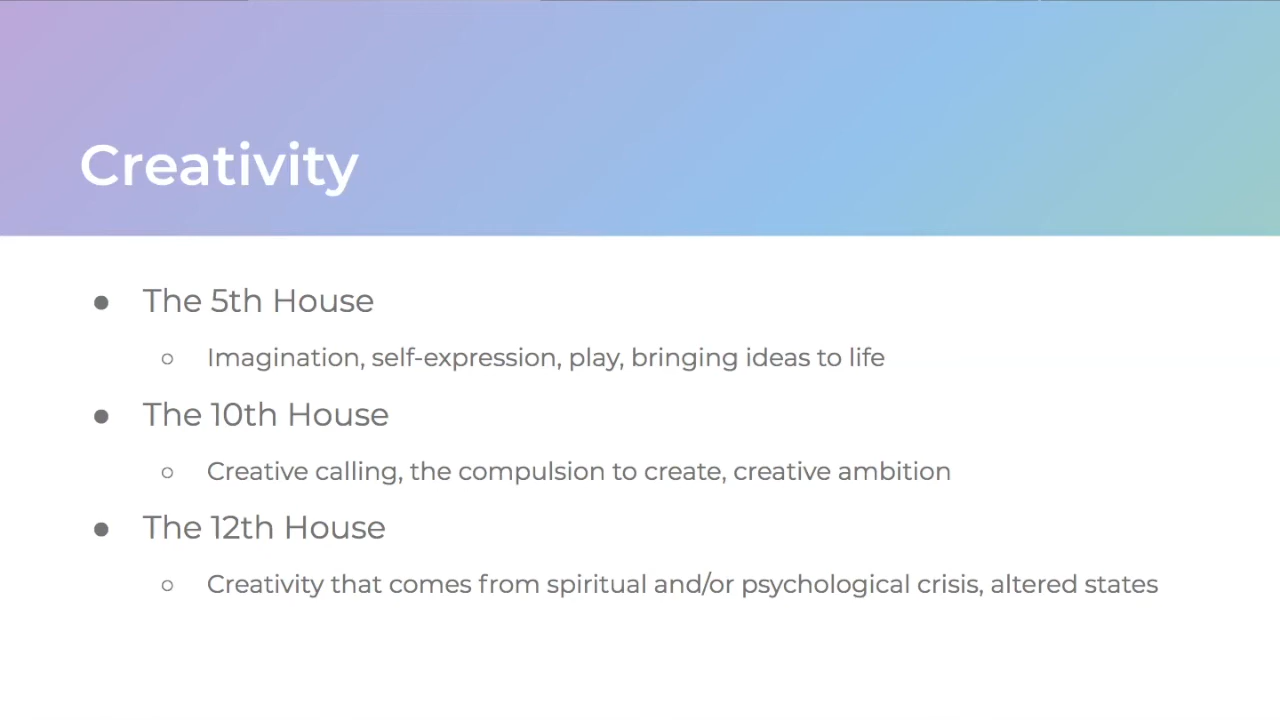 Creativity
● The 5th House
○ Imagination, self-expression, play, bringing ideas to life
● The 10th House
○ Creative calling, the compulsion to create, creative ambition
● The 12th House
○ Creativity that comes from spiritual and/or psychological crisis, altered states